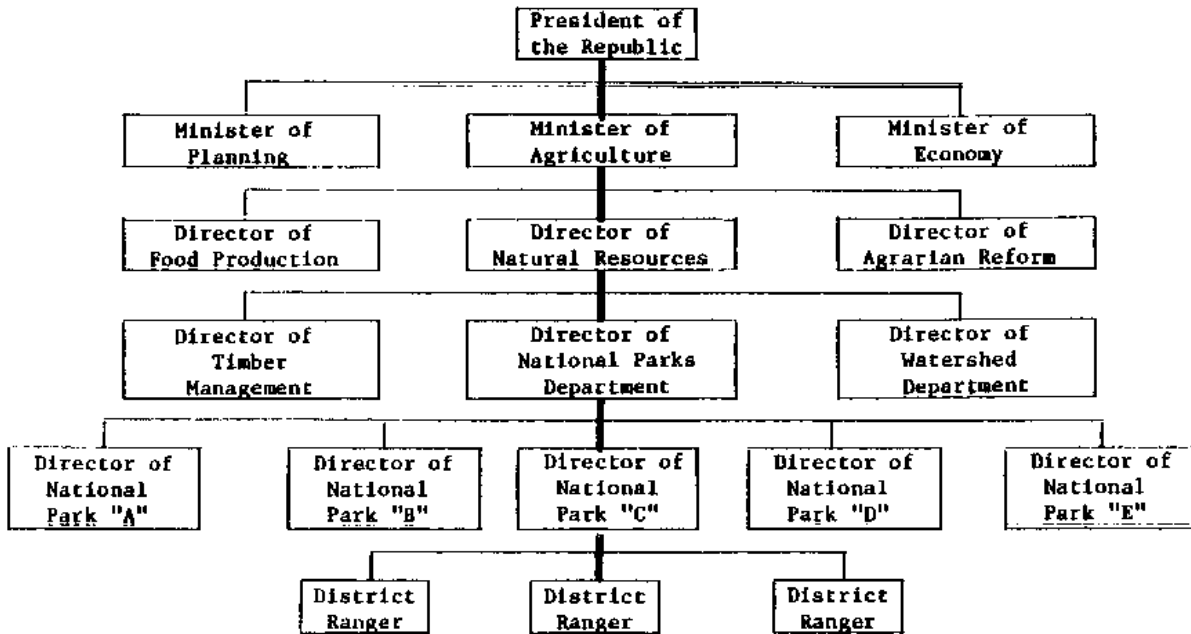 President of
the Republic
Minister of
Planning
Minister of
Agriculture
Minister of
Economy
Director of
Food Production
Director of
Natural Resources
Director of
Agrarian Reform
Director of
Timber
Management
Director of
National Parks
Department
Director of
Watershed
Department
Director of
National
Park "A"
Director of
National
Park "B"
Director of
National
Park "C"
Director of
National
Park "D"
Director of
National
Park "E"
District
Ranger
District
Ranger
District
Ranger